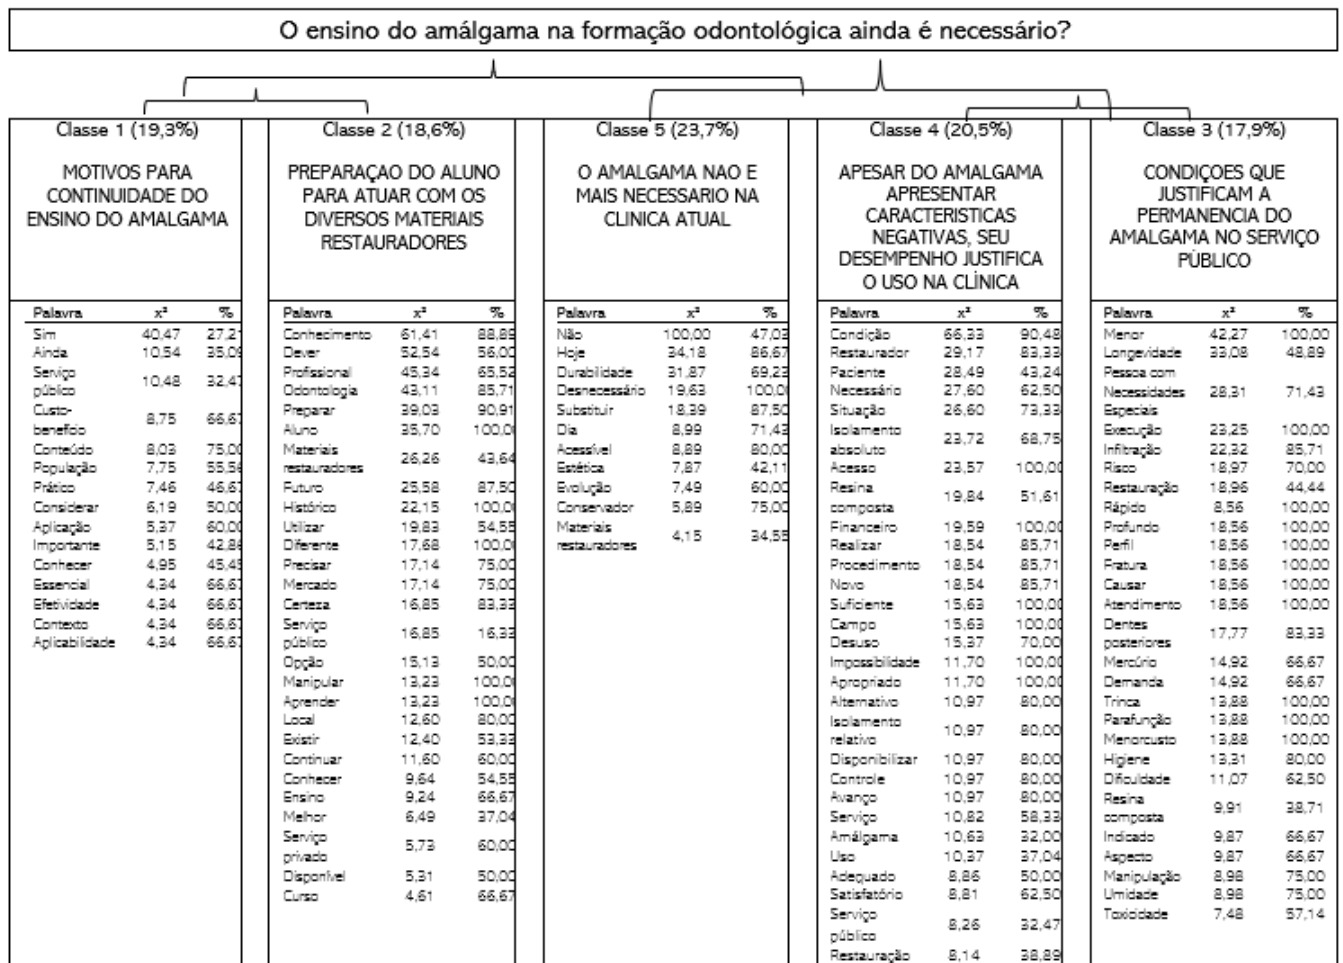 O ensino do amálgama na formação odontológica ainda é necessário?
Classe 1 (19,3%)
MOTIVOS PARA
CONTINUIDADE DO
ENSINO DO AMALGAMA
Palavra x² %
Sim 40,47 27,21
Ainda 10,54 35,09
Serviço
público 10,48 32,47
Custo-
benefcio 8,75 66,67
Conteúdo 8,03 75,00
População 7,75 55,56
Prático 7,46 46,67
Considerar 6,19 50,00
Aplicação 5,37 60,00
Importante 5,15 42,86
Conhecer 4,95 45,45
Essencial 4,34 66,67
Efetividade 4,34 66,67
Contexto 4,34 66,67
Aplicabilidade 4,34 66,67
Classe 2 (18,6%)
PREPARAÇAO DO ALUNO
PARA ATUAR COM OS
DIVERSOS MATERIAIS
RESTAURADORES
Palavra x² %
Conhecimento 61,41 88,89
Dever 52,54 56,00
Profissional 45,34 65,52
Odontologia 43,11 85,71
Preparar 39,03 90,91
Aluno 35,70 100,0
Materiais
restauradores 26,26 43,64
Futuro 25,58 87,50
Histórico 22,15 100,0
Utilizar 19,83 54,55
Diferente 17,68 100,0
Precisar 17,14 75,00
Mercado 17,14 75,00
Certeza 16,85 83,33
Serviço
público 16,85 16,33
Opção 15,13 50,00
Manipular 13,23 100,0
Aprender 13,23 100,0
Local 12,60 80,00
Existir 12,40 53,33
Continuar 11,60 60,00
Conhecer 9,64 54,55
Ensino 9,24 66,67
Melhor 6,49 37,04
Serviço
privado 5,73 60,00
Disponível 5,31 50,00
Curso 4,61 66,67
Classe 5 (23,7%)
O AMALGAMA NAO E
MAIS NECESSARIO NA
CLINICA ATUAL
Palavra x² %
Não 100,00 47,03
Hoje 34,18 86,67
Durabilidade 31,87 69,23
Desnecessário 19,63 100,0
Substituir 18,39 87,50
Dia 8,99 71,43
Acessível 8,89 80,00
Estética 7,87 42,11
Evolução 7,49 60,00
Conservador 5,89 75,00
Materiais
restauradores 4,15 34,55
Classe 4 (20,5%)
APESAR DO AMALGAMA
APRESENTAR
CARACTERISTICAS
NEGATIVAS, SEU
DESEMPENHO JUSTIFICA
O USO NA CLÍNICA
Palavra x² %
Condição 66,33 90,48
Restaurador 29,17 83,33
Paciente 28,49 43,24
Necessário 27,60 62,50
Situação 26,60 73,33
Isolamento
absoluto 23,72 68,75
Acesso 23,57 100,00
Resina
composta 19,84 51,61
Financeiro 19,59 100,00
Realizar 18,54 85,71
Procedimento 18,54 85,71
Novo 18,54 85,71
Suficiente 15,63 100,00
Campo 15,63 100,00
Desuso 15,37 70,00
Impossibilidade 11,70 100,00
Apropriado 11,70 100,00
Alternativo 10,97 80,00
Isolamento
relativo 10,97 80,00
Disponibilizar 10,97 80,00
Controle 10,97 80,00
Avanço 10,97 80,00
Serviço 10,82 58,33
Amálgama 10,63 32,00
Uso 10,37 37,04
Adequado 8,86 50,00
Satisfatório 8,81 62,50
Serviço
público 8,26 32,47
Restauração 8,14 38,89
Classe 3 (17,9%)
CONDIÇOES QUE
JUSTIFICAM A
PERMANENCIA DO
AMALGAMA NO SERVIÇO
PÚBLICO
Palavra x² %
Menor 42,27 100,00
Longevidade 33,08 48,89
Pessoa com
Necessidades 28,31 71,43
Especiais
Execução 23,25 100,00
Infiltração 22,32 85,71
Risco 18,97 70,00
Restauração 18,96 44,44
Rápido 8,56 100,00
Profundo 18,56 100,00
Perfil 18,56 100,00
Fratura 18,56 100,00
Causar 18,56 100,00
Atendimento 18,56 100,00
Dentes
posteriores 17,77 83,33
Mercúrio 14,92 66,67
Demanda 14,92 66,67
Trinca 13,88 100,00
Parafunção 13,88 100,00
Menorcusto 13,88 100,00
Higiene 13,31 80,00
Dificuldade 11,07 62,50
Resina
composta 9,91 38,71
Indicado 9,87 66,67
Aspecto 9,87 66,67
Manipulação 8,98 75,00
Umidade 8,98 75,00
Toxicidade 7,48 57,14